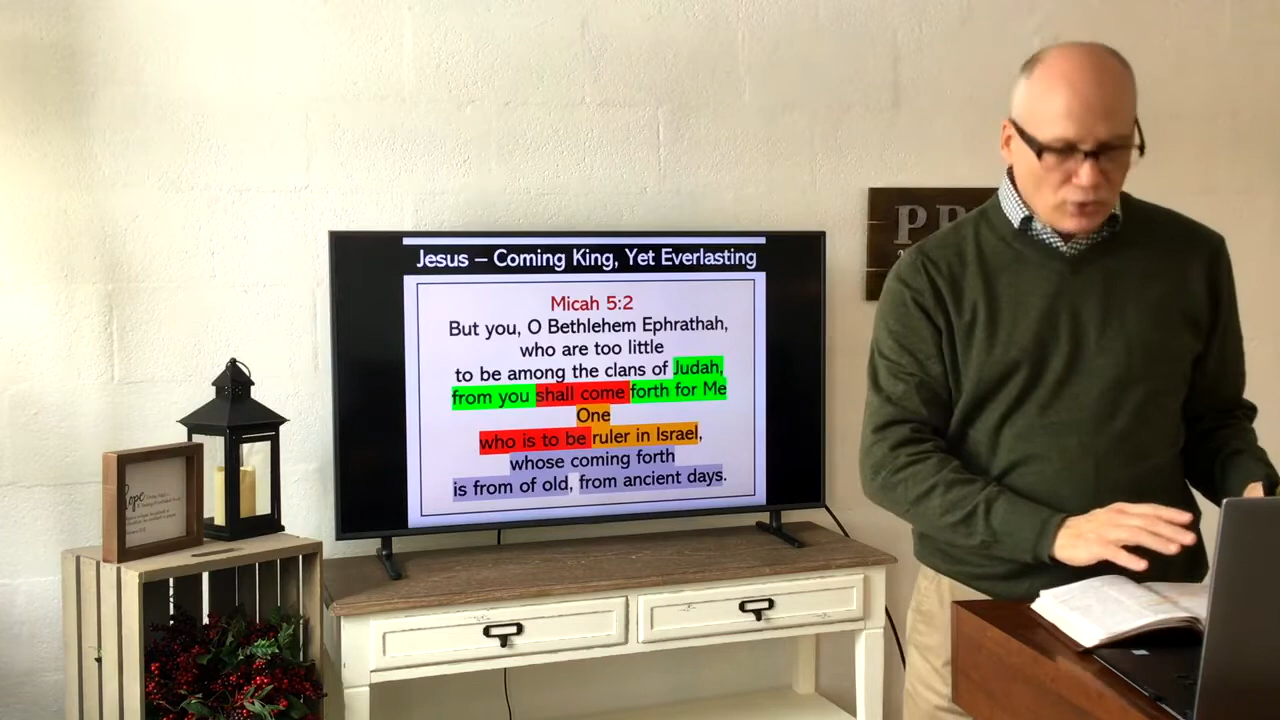 Jesus – Coming King, Yet Everlasting
Micah 5:2
But you, O Bethlehem Ephrathah,
who are too little
to be among the clans of Judah,
from you shall come forth for Me
One
who is to be ruler in Israel,
whose coming forth
is from of old, from ancient days.
hope